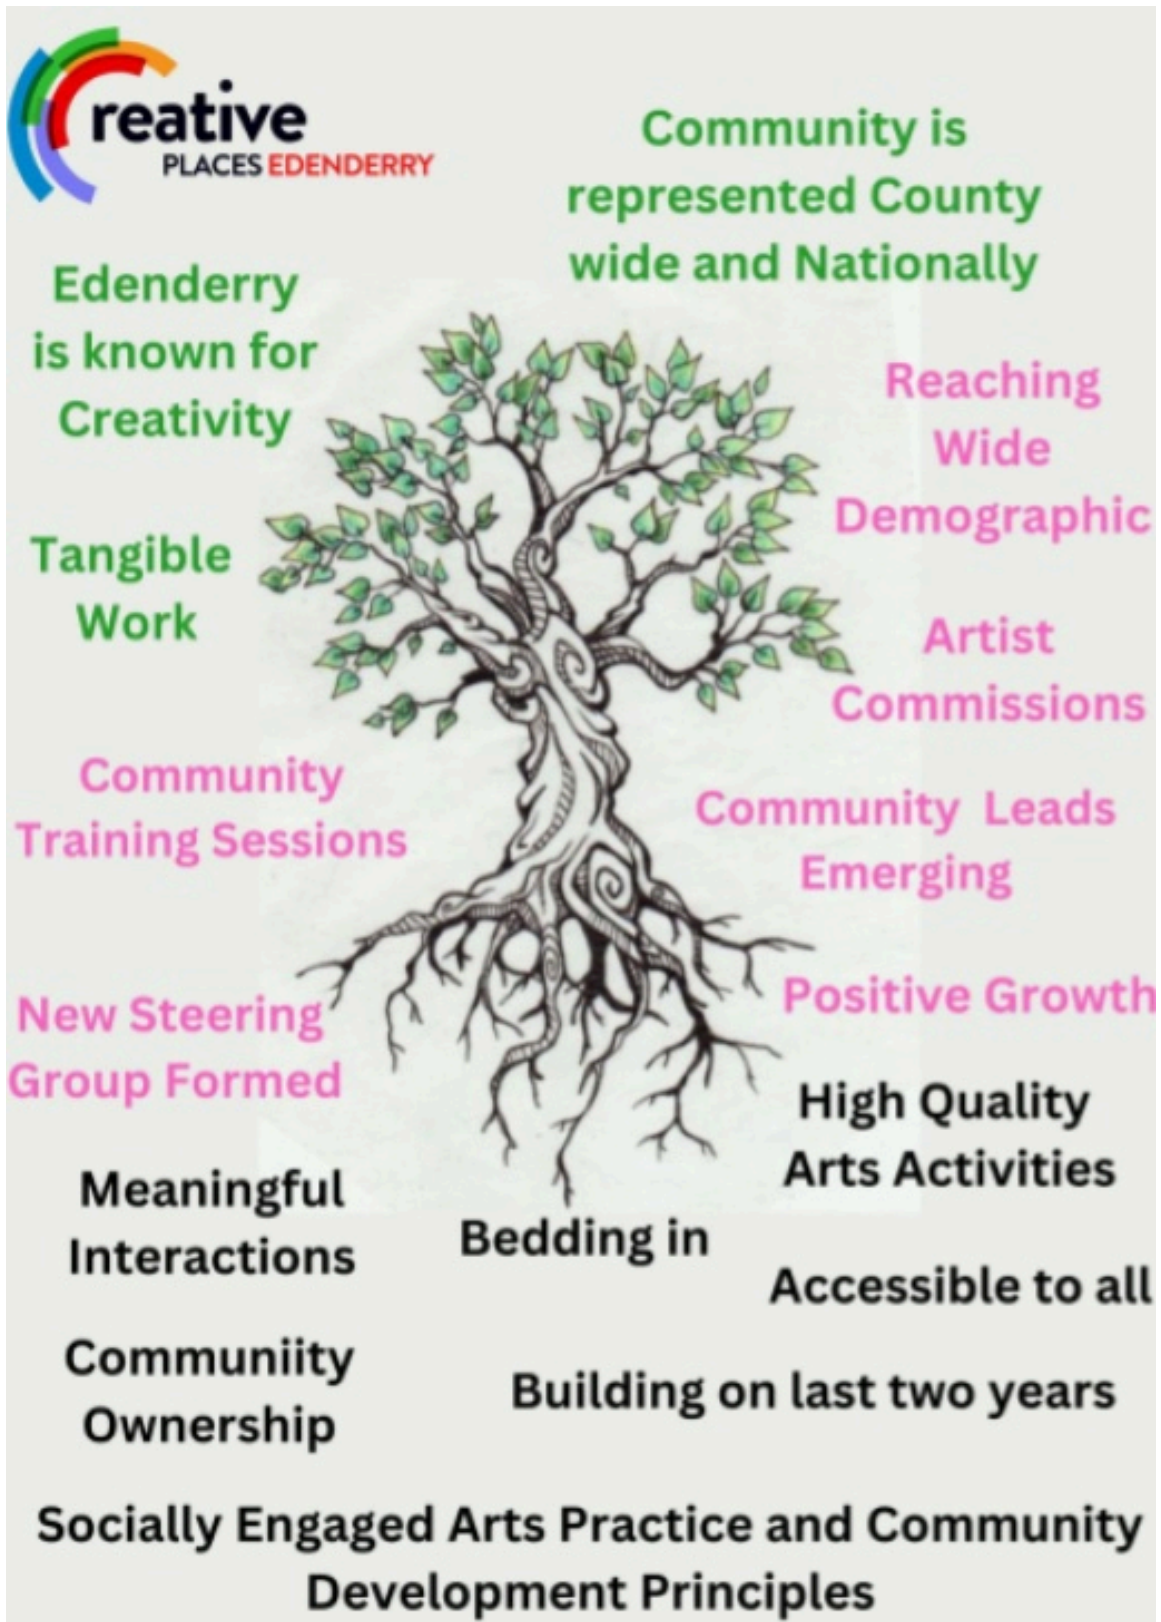 Creative
PLACES EDENDERRY
Community is
represented County
wide and Nationally
Edenderry
is known for
Creativity
Reaching
Wide
Demographic
Tangible
Work
Artist
Commissions
Community
Training Sessions
Community Leads
Emerging
New Steering
Group Formed
Positive Growth
High Quality
Arts Activities
Meaningful
Interactions
Bedding in
Accessible to all
Communiity
Ownership
Building on last two years
Socially Engaged Arts Practice and Community
Development Principles